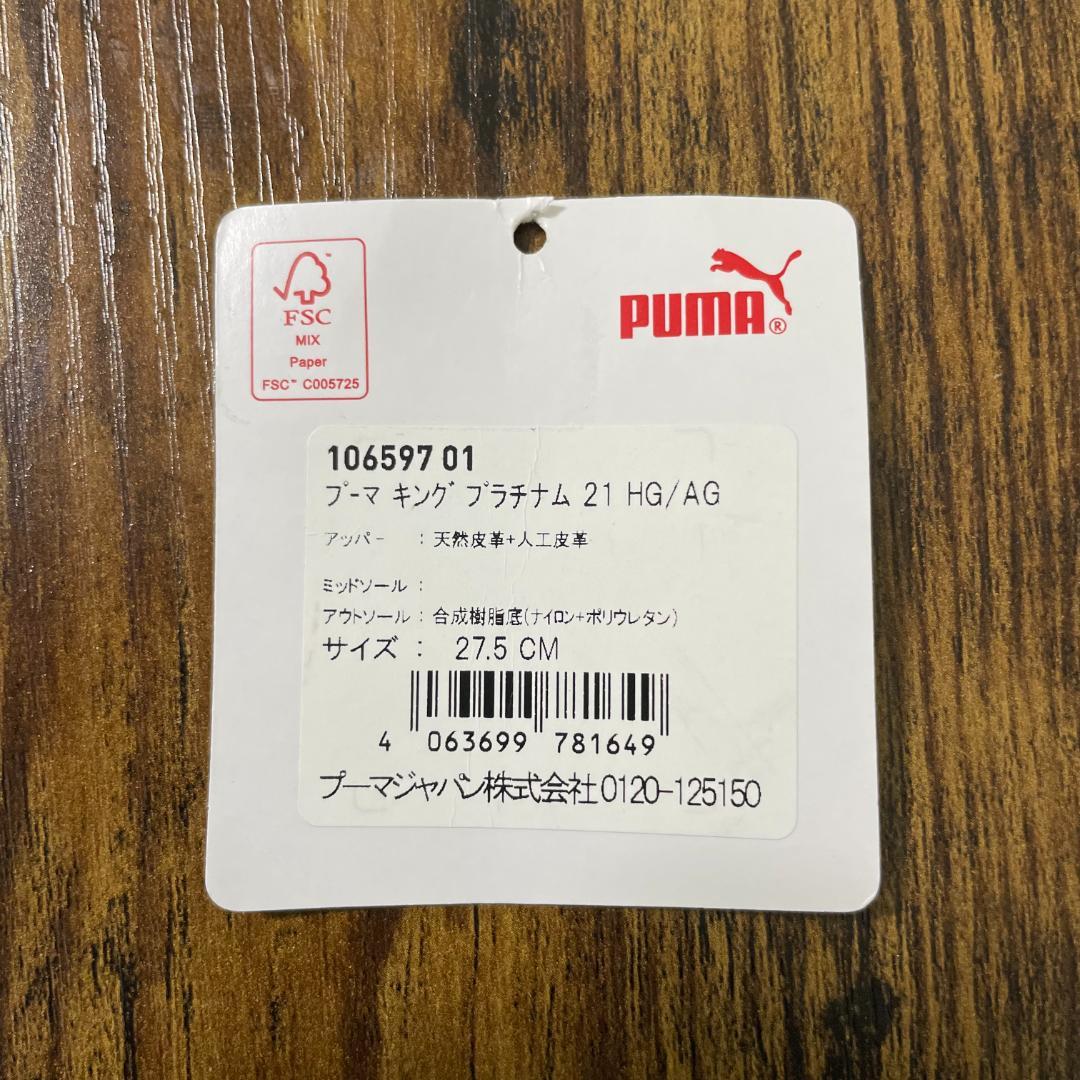 FSC
MIX
Paper
FSC™ C005725
PUMA®
106597 01
プーマ キング プラチナム 21 HG/AG
アッパー : 天然皮革+人工皮革
ミッドソール :
アウトソール : 合成樹脂底(ナイロン+ポリウレタン)
サイズ : 27.5 CM
4 063699 781649
プーマジャパン株式会社0120-125150